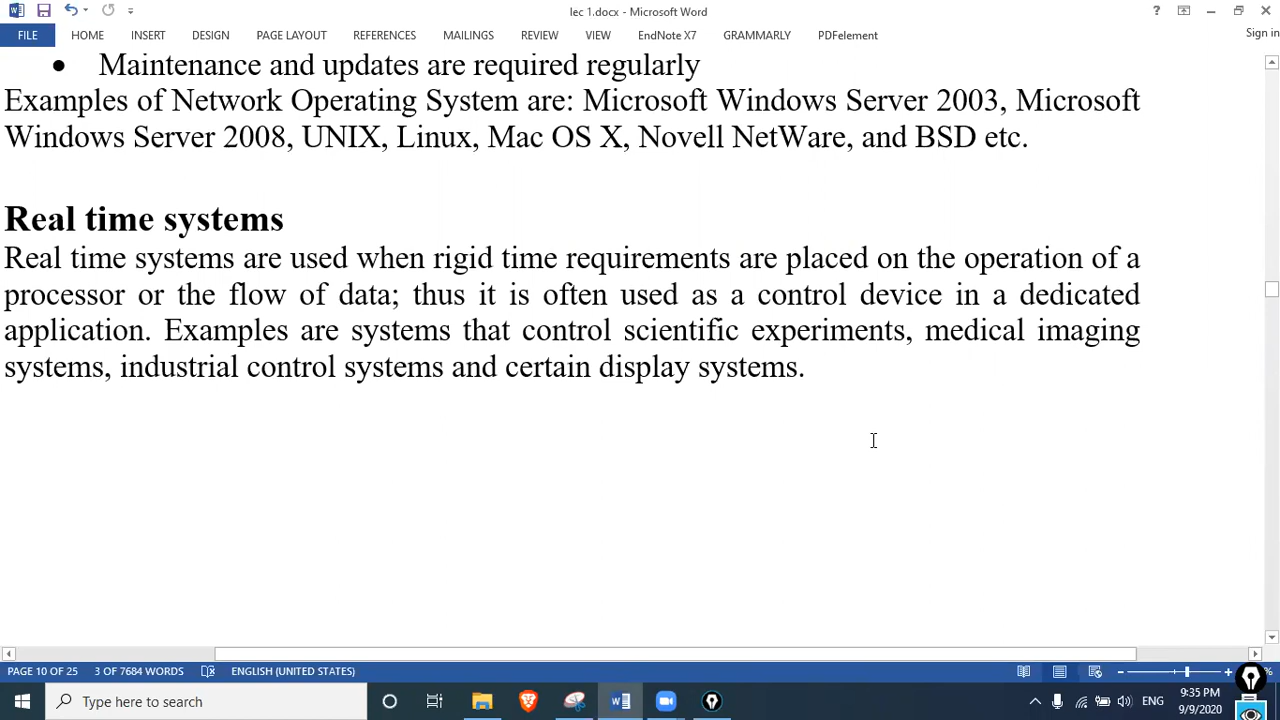 lec 1.docx - Microsoft Word
?
FILE HOME INSERT DESIGN PAGE LAYOUT REFERENCES MAILINGS REVIEW VIEW EndNote X7 GRAMMARLY PDFelement Sign in
• Maintenance and updates are required regularly
Examples of Network Operating System are: Microsoft Windows Server 2003, Microsoft
Windows Server 2008, UNIX, Linux, Mac OS X, Novell NetWare, and BSD etc.
Real time systems
Real time systems are used when rigid time requirements are placed on the operation of a
processor or the flow of data; thus it is often used as a control device in a dedicated
application. Examples are systems that control scientific experiments, medical imaging
systems, industrial control systems and certain display systems.
PAGE 10 OF 25 3 OF 7684 WORDS ENGLISH (UNITED STATES) %
Type here to search
ENG
9:35 PM
9/9/2020